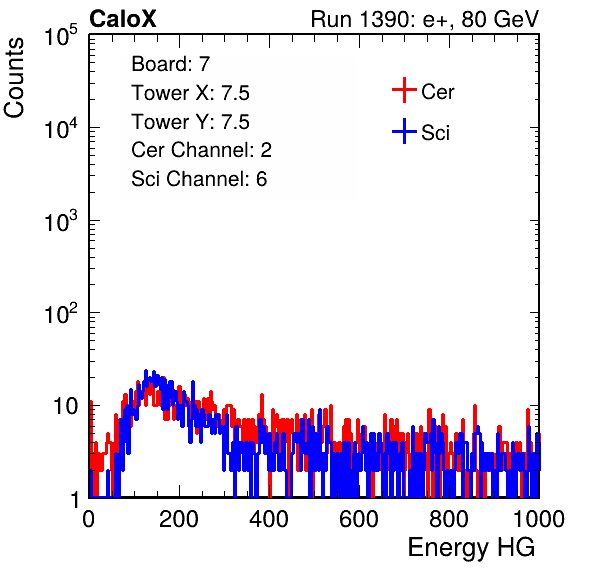 CaloX Run 1390: e+, 80 GeV
Counts
Board: 7
Tower X: 7.5
Tower Y: 7.5
Cer Channel: 2
Sci Channel: 6
Cer
Sci
10^5
10^4
10^3
10^2
10
1
0 200 400 600 800 1000
Energy HG